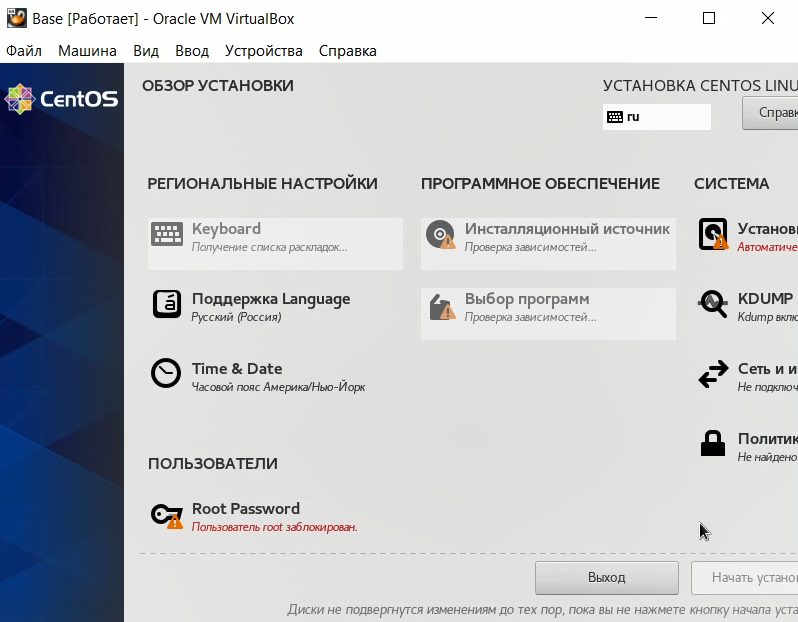 Base [Работает] - Oracle VM VirtualBox
Файл Машина Вид Ввод Устройства Справка
CentOS
ОБЗОР УСТАНОВКИ
УСТАНОВКА CENTOS LINU
ru
Справк
РЕГИОНАЛЬНЫЕ НАСТРОЙКИ
Keyboard
Получение списка раскладок...
Поддержка Language
Русский (Россия)
Time & Date
Часовой пояс Америка/Нью-Йорк
ПРОГРАММНОЕ ОБЕСПЕЧЕНИЕ
Инсталляционный источник
Проверка зависимостей...
Выбор программ
Проверка зависимостей...
СИСТЕМА
Установ
Автоматиче
KDUMP
Kdump вклю
Сеть и и
Не подключ
Политик
Не найдено
ПОЛЬЗОВАТЕЛИ
Root Password
Пользователь root заблокирован.
Выход
Начать устано
Диски не подвергнутся изменениям до тех пор, пока вы не нажмете кнопку начала уста